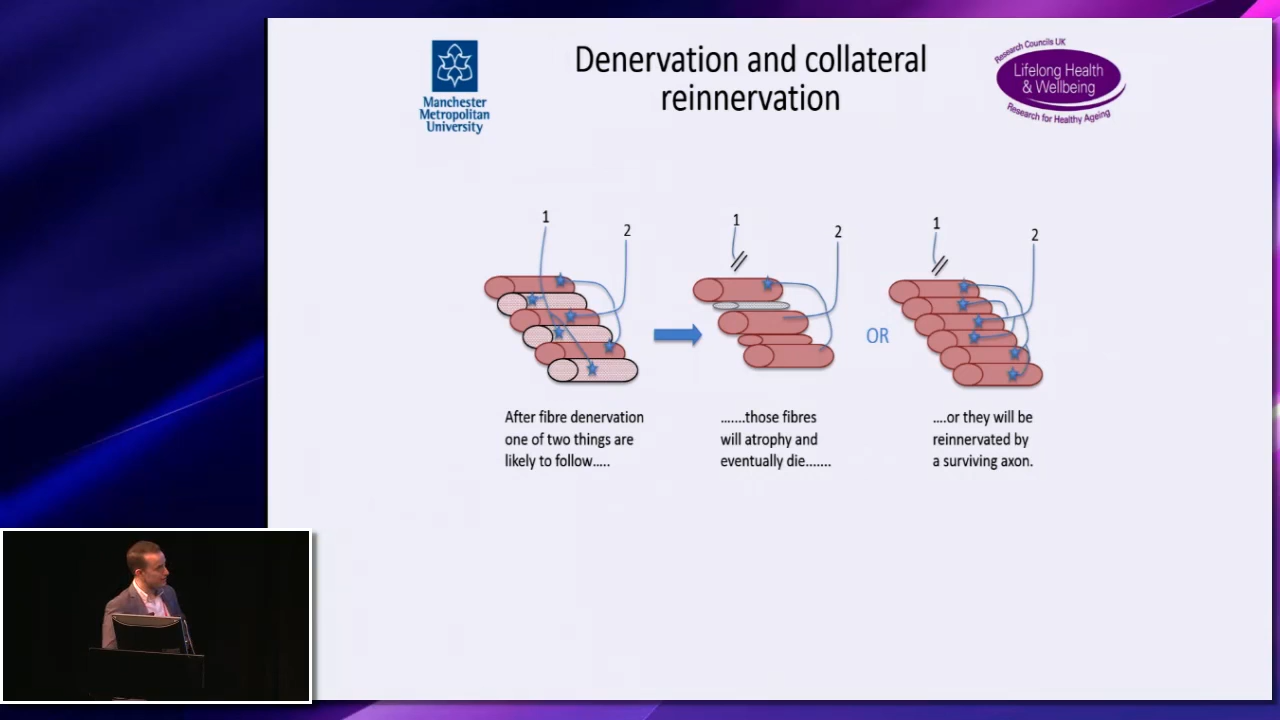 Manchester
Metropolitan
University
Denervation and collateral
reinnervation
Research Councils UK
Lifelong Health
& Wellbeing
Research for Healthy Ageing
1
2
1
2
1
2
OR
After fibre denervation
one of two things are
likely to follow.....
.......those fibres
will atrophy and
eventually die.......
....or they will be
reinnervated by
a surviving axon.